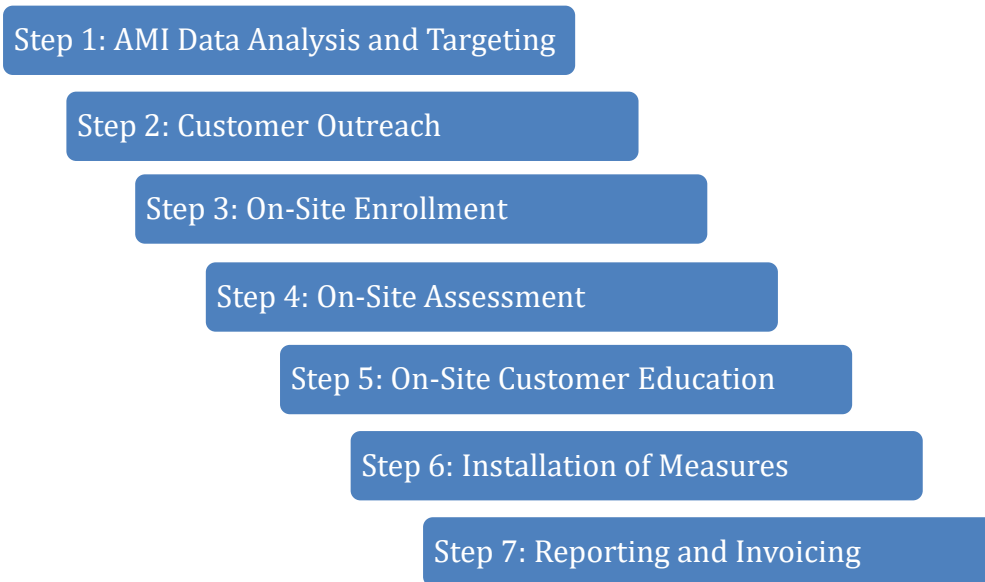 Step 1: AMI Data Analysis and Targeting
Step 2: Customer Outreach
Step 3: On-Site Enrollment
Step 4: On-Site Assessment
Step 5: On-Site Customer Education
Step 6: Installation of Measures
Step 7: Reporting and Invoicing